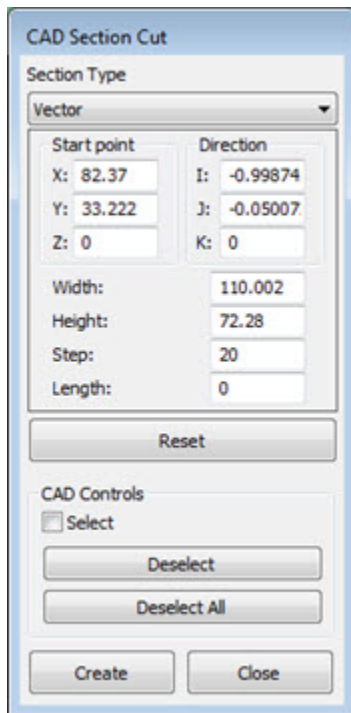 CAD Section Cut
Section Type
Vector
Start point Direction
X: 82.37 I: -0.99874
Y: 33.222 J: -0.05007
Z: 0 K: 0
Width: 110.002
Height: 72.28
Step: 20
Length: 0
Reset
CAD Controls
Select
Deselect
Deselect All
Create Close